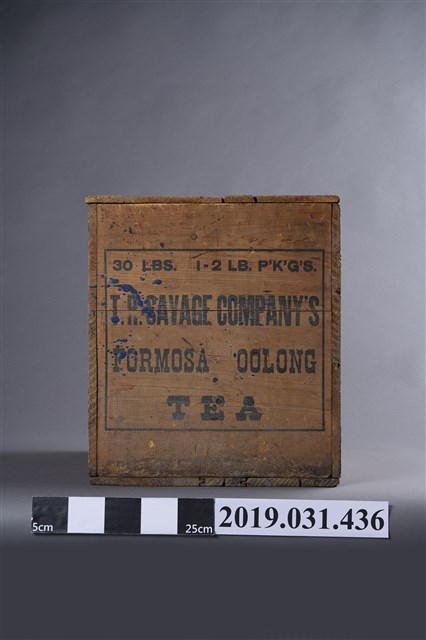 30 LBS. 1-2 LB. P'K'G'S.
T. R. SAVAGE COMPANY'S
FORMOSA OOLONG
TEA
5cm 25cm
2019.031.436